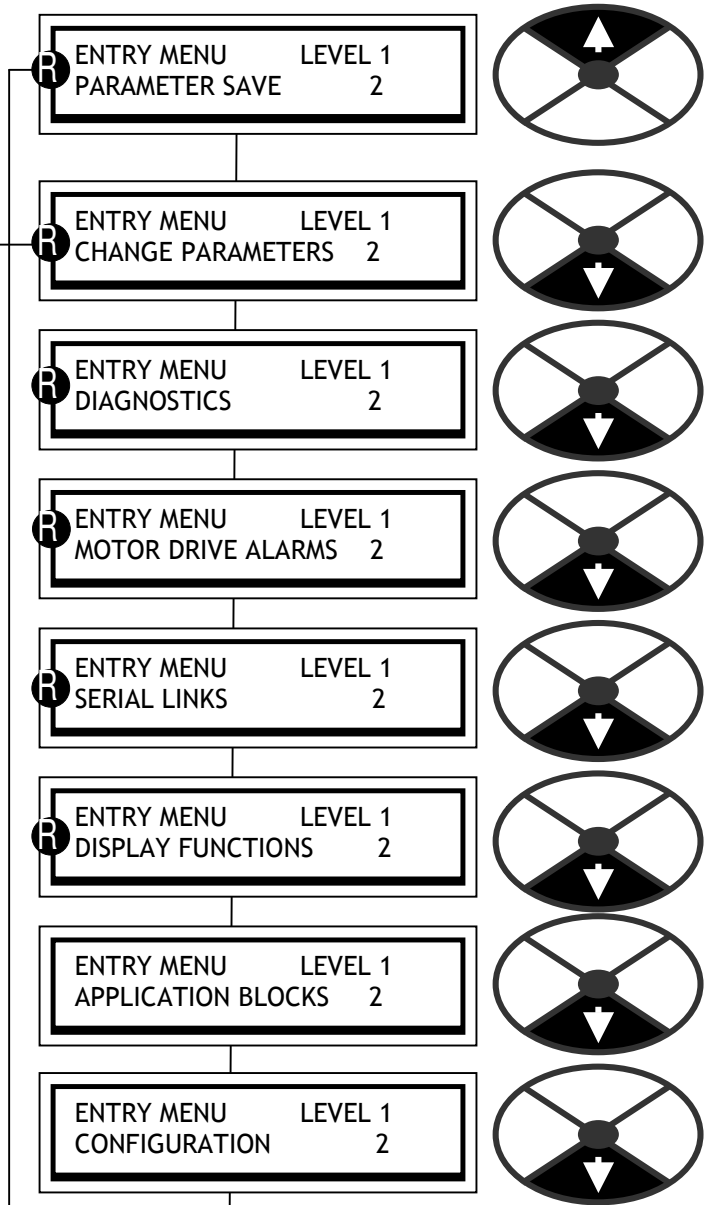 R ENTRY MENU LEVEL 1
PARAMETER SAVE 2
R ENTRY MENU LEVEL 1
CHANGE PARAMETERS 2
R ENTRY MENU LEVEL 1
DIAGNOSTICS 2
R ENTRY MENU LEVEL 1
MOTOR DRIVE ALARMS 2
R ENTRY MENU LEVEL 1
SERIAL LINKS 2
R ENTRY MENU LEVEL 1
DISPLAY FUNCTIONS 2
ENTRY MENU LEVEL 1
APPLICATION BLOCKS 2
ENTRY MENU LEVEL 1
CONFIGURATION 2